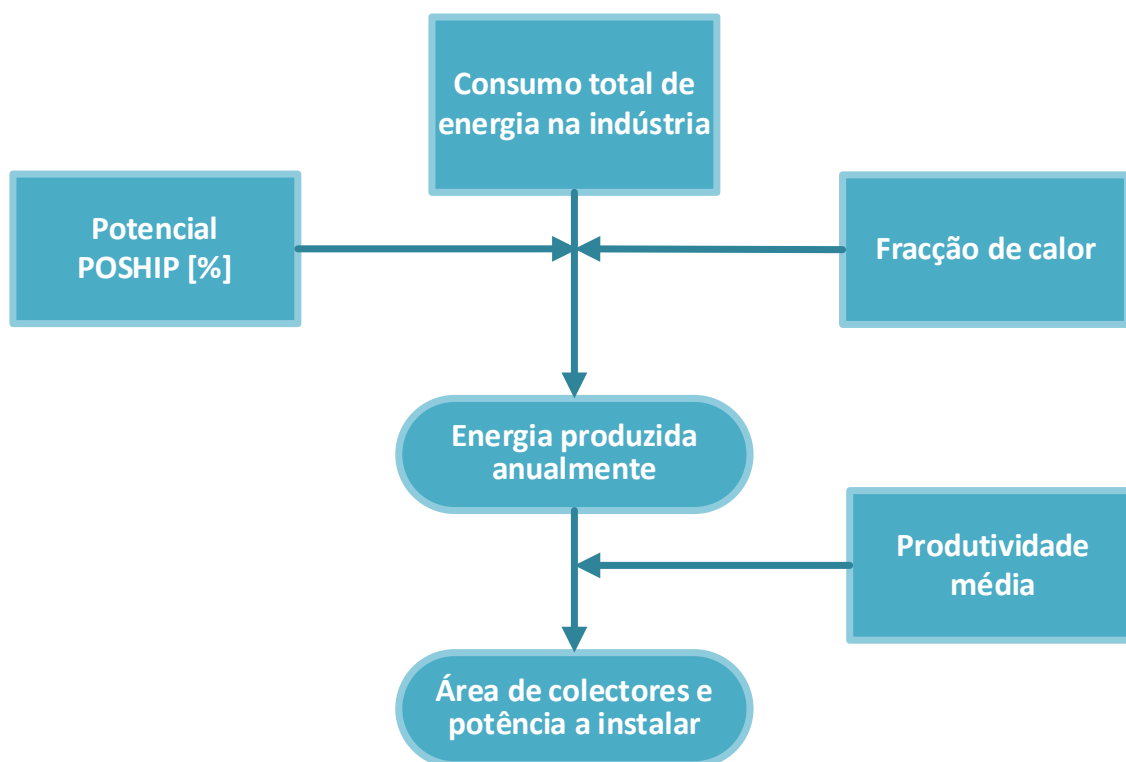 Consumo total de
energia na indústria
Potencial
POSHIP [%]
Fracção de calor
Energia produzida
anualmente
Produtividade
média
Área de colectores e
potência a instalar